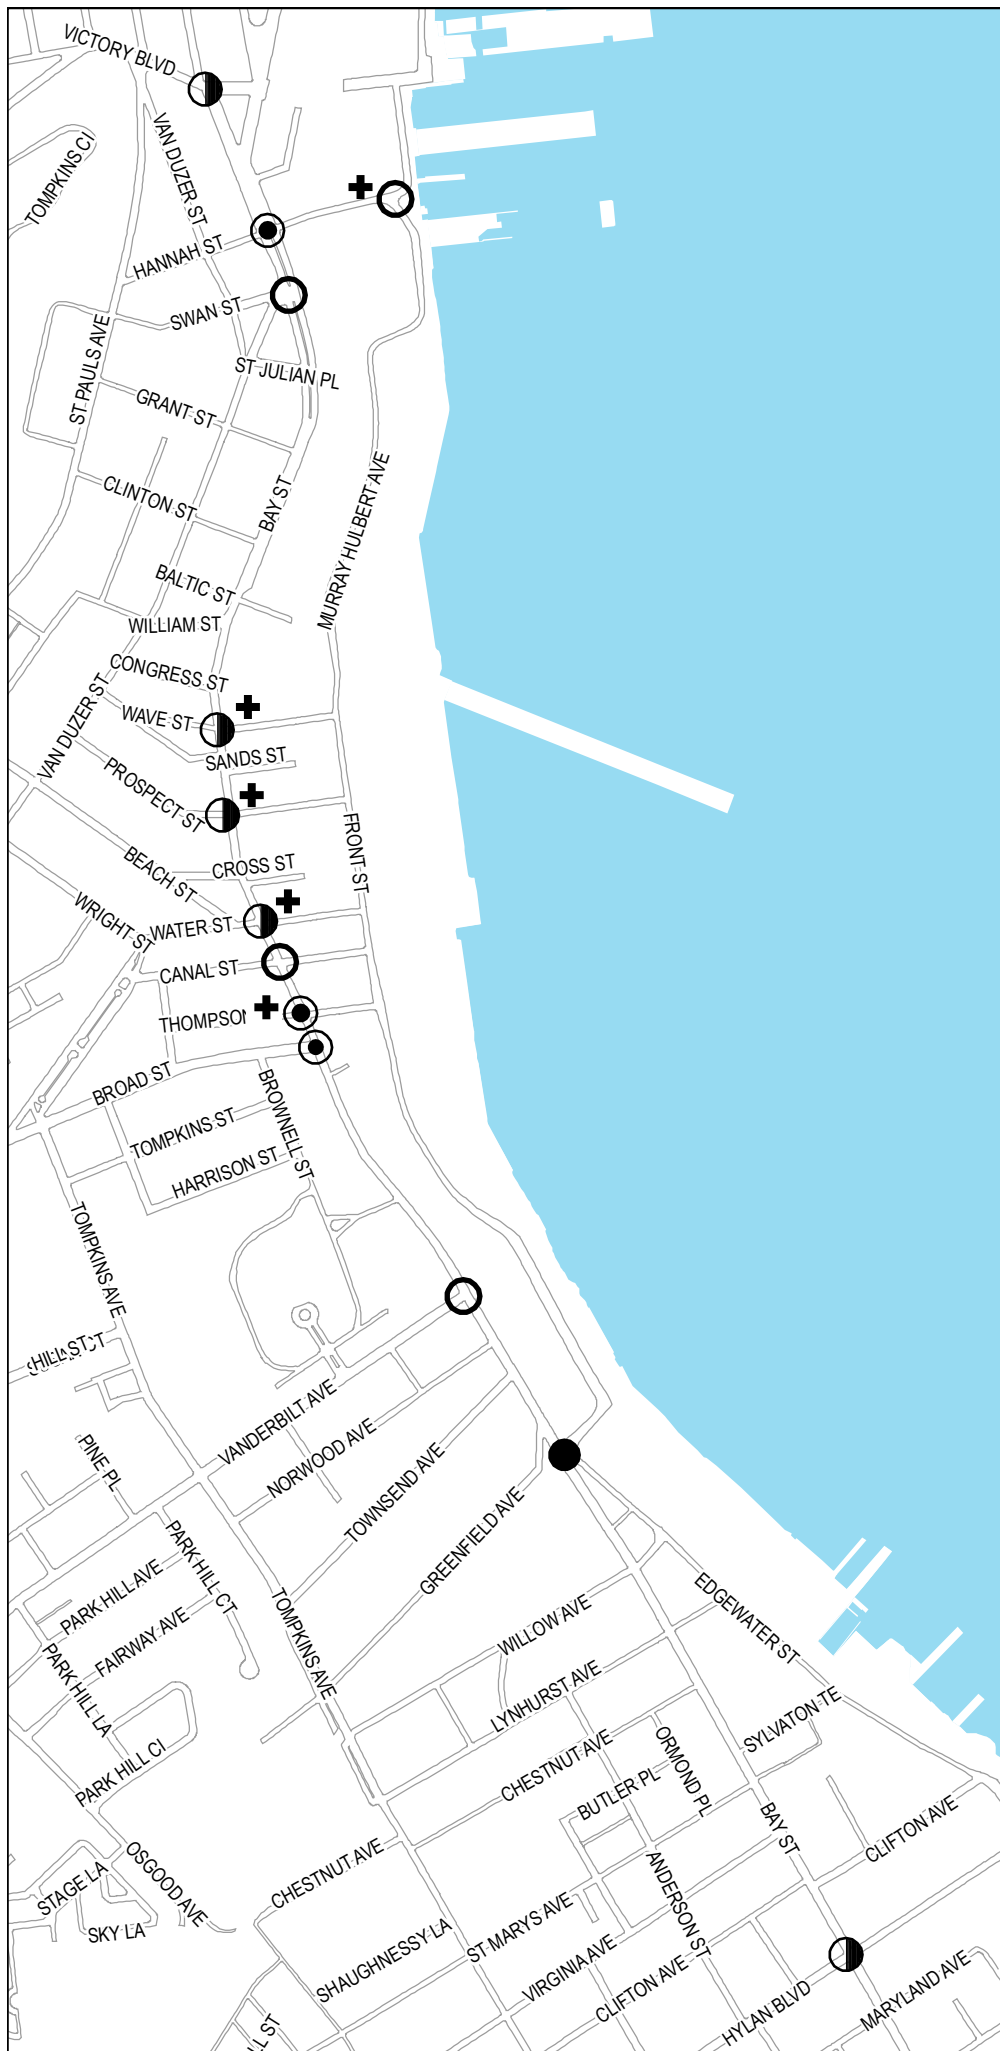 VICTORY BLVD
VAN DUZER ST
TOMPKINS CI
HANNAH ST
SWAN ST
ST PAULS AVE
ST JULIAN PL
GRANT ST
CLINTON ST
BAY ST
MURRAY HULBERT AVE
BALTIC ST
WILLIAM ST
CONGRESS ST
WAVE ST
VAN DUZER ST
SANDS ST
PROSPECT ST
FRONT ST
BEACH ST
CROSS ST
WRIGHT ST
WATER ST
CANAL ST
THOMPSON
BROAD ST
BROWNELL ST
TOMPKINS ST
HARRISON ST
TOMPKINS AVE
HILL ST
VANDERBILT AVE
NORWOOD AVE
PINE PL
TOWNSEND AVE
GREENFIELD AVE
PARK HILL CT
PARK HILL AVE
FAIRWAY AVE
TOMPKINS AVE
EDGEWATER ST
WILLOW AVE
PARK HILL LA
LYNHURST AVE
SYLVATON TE
PARK HILL CI
CHESTNUT AVE
ORMOND PL
BUTLER PL
BAY ST
CLIFTON AVE
OSGOOD AVE
CHESTNUT AVE
STAGE LA
ANDERSON ST
SKY LA
ST MARYS AVE
SHAUGHNESSY LA
VIRGINIA AVE
CLIFTON AVE
HYLAN BLVD
MARYLAND AVE
LL ST